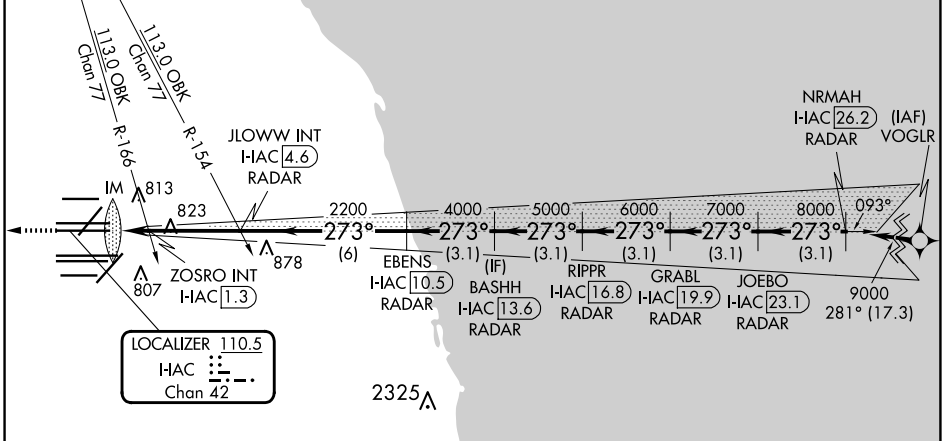 113.0 OBK
Chan 77
R-166
113.0 OBK
Chan 77
R-154
JLOWW INT
I-IAC 4.6
RADAR
NRMAH
I-IAC 26.2
RADAR
(IAF)
VOGLR
IM
813
823
878
807
ZOSRO INT
I-IAC 1.3
2200
273°
(6)
4000
273°
(3.1)
5000
273°
(3.1)
6000
273°
(3.1)
7000
273°
(3.1)
8000
273°
(3.1)
093°
EBENS
I-IAC 10.5
RADAR
(IF)
BASHH
I-IAC 13.6
RADAR
RIPPR
I-IAC 16.8
RADAR
GRABL
I-IAC 19.9
RADAR
JOEBO
I-IAC 23.1
RADAR
9000
281° (17.3)
LOCALIZER 110.5
I-IAC
Chan 42
2325